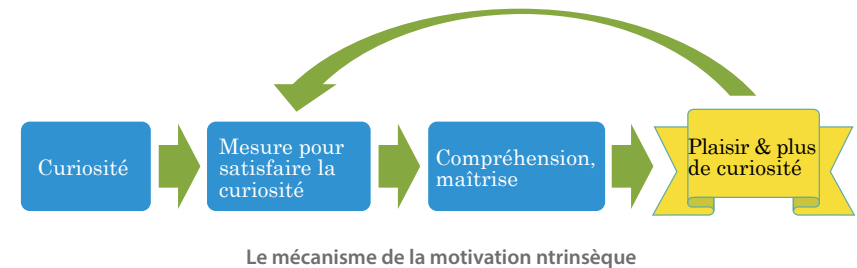 Curiosité
Mesure pour
satisfaire la
curiosité
Compréhension,
maîtrise
Plaisir & plus
de curiosité
Le mécanisme de la motivation ntrinsèque